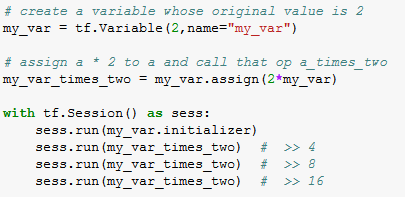 # create a variable whose original value is 2
my_var = tf.Variable(2,name="my_var")
# assign a * 2 to a and call that op a_times_two
my_var_times_two = my_var.assign(2*my_var)
with tf.Session() as sess:
sess.run(my_var.initializer)
sess.run(my_var_times_two) # >> 4
sess.run(my_var_times_two) # >> 8
sess.run(my_var_times_two) # >> 16